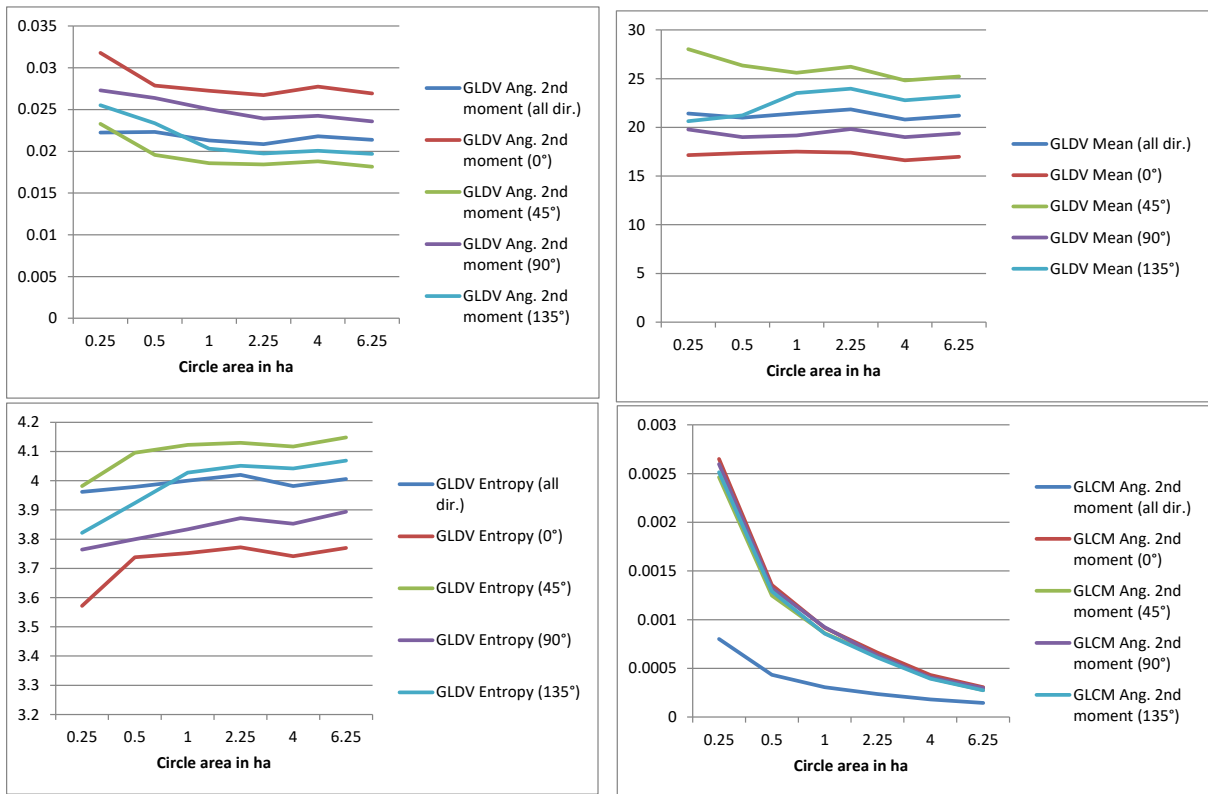 0.035
0.03
0.025
0.02
0.015
0.01
0.005
0
0.25 0.5 1 2.25 4 6.25
Circle area in ha
GLDV Ang. 2nd
moment (all dir.)
GLDV Ang. 2nd
moment (0°)
GLDV Ang. 2nd
moment (45°)
GLDV Ang. 2nd
moment (90°)
GLDV Ang. 2nd
moment (135°)
30
25
20
15
10
5
0
0.25 0.5 1 2.25 4 6.25
Circle area in ha
GLDV Mean (all dir.)
GLDV Mean (0°)
GLDV Mean (45°)
GLDV Mean (90°)
GLDV Mean (135°)
4.2
4.1
4
3.9
3.8
3.7
3.6
3.5
3.4
3.3
3.2
0.25 0.5 1 2.25 4 6.25
Circle area in ha
GLDV Entropy (all
dir.)
GLDV Entropy (0°)
GLDV Entropy (45°)
GLDV Entropy (90°)
GLDV Entropy (135°)
0.003
0.0025
0.002
0.0015
0.001
0.0005
0
0.25 0.5 1 2.25 4 6.25
Circle area in ha
GLCM Ang. 2nd
moment (all dir.)
GLCM Ang. 2nd
moment (0°)
GLCM Ang. 2nd
moment (45°)
GLCM Ang. 2nd
moment (90°)
GLCM Ang. 2nd
moment (135°)